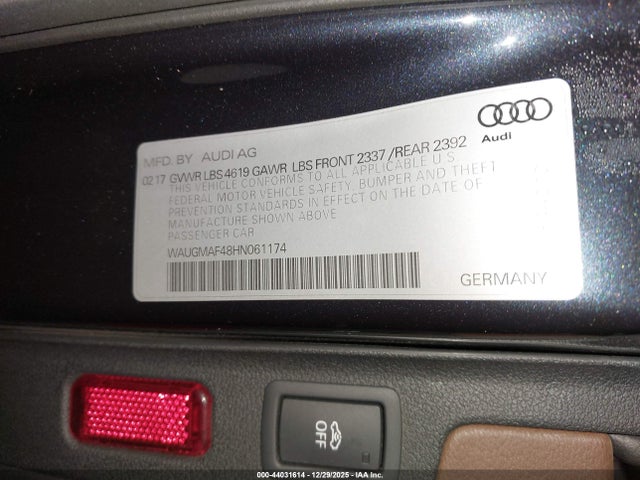 Audi
MFD. BY AUDI AG
02 17 GVWR LBS 4619 GAWR LBS FRONT 2337 /REAR 2392
THIS VEHICLE CONFORMS TO ALL APPLICABLE U S
FEDERAL MOTOR VEHICLE SAFETY, BUMPER AND THEFT
PREVENTION STANDARDS IN EFFECT ON THE DATE OF
MANUFACTURE SHOWN ABOVE
PASSENGER CAR
WAUGMAF48HN061174
GERMANY
OFF
000-44031614 - 12/29/2025 - IAA Inc.